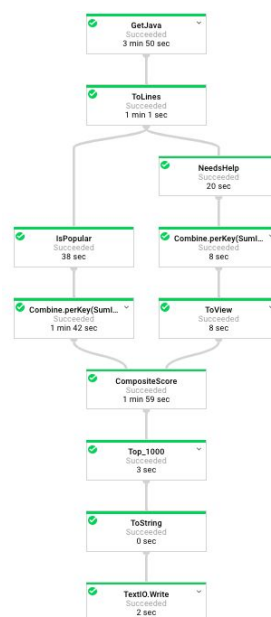 GetJava
Succeeded
3 min 50 sec
ToLines
Succeeded
1 min 1 sec
NeedsHelp
Succeeded
20 sec
IsPopular
Succeeded
38 sec
Combine.perKey(SumI...
Succeeded
8 sec
Combine.perKey(SumI...
Succeeded
1 min 42 sec
ToView
Succeeded
8 sec
CompositeScore
Succeeded
1 min 59 sec
Top_1000
Succeeded
3 sec
ToString
Succeeded
0 sec
TextIO.Write
Succeeded
2 sec